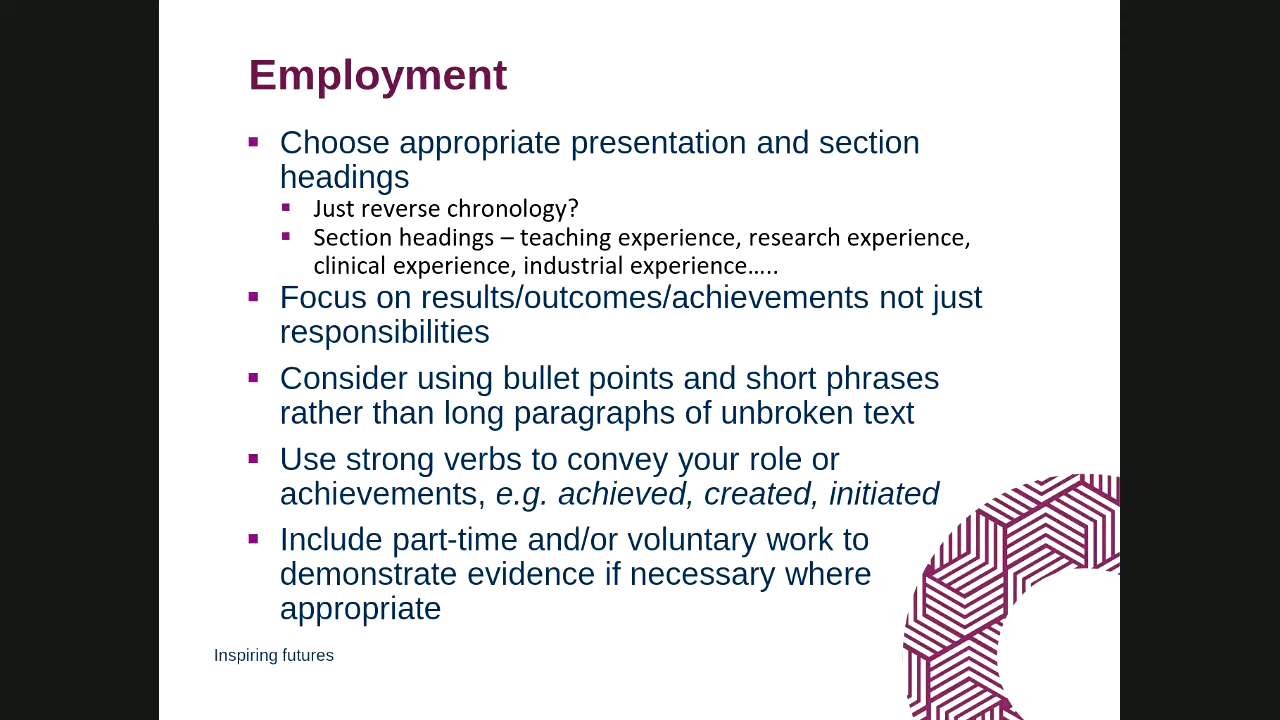 Employment
Choose appropriate presentation and section
headings
Just reverse chronology?
Section headings – teaching experience, research experience,
clinical experience, industrial experience…..
Focus on results/outcomes/achievements not just
responsibilities
Consider using bullet points and short phrases
rather than long paragraphs of unbroken text
Use strong verbs to convey your role or
achievements, e.g. achieved, created, initiated
Include part-time and/or voluntary work to
demonstrate evidence if necessary where
appropriate
Inspiring futures